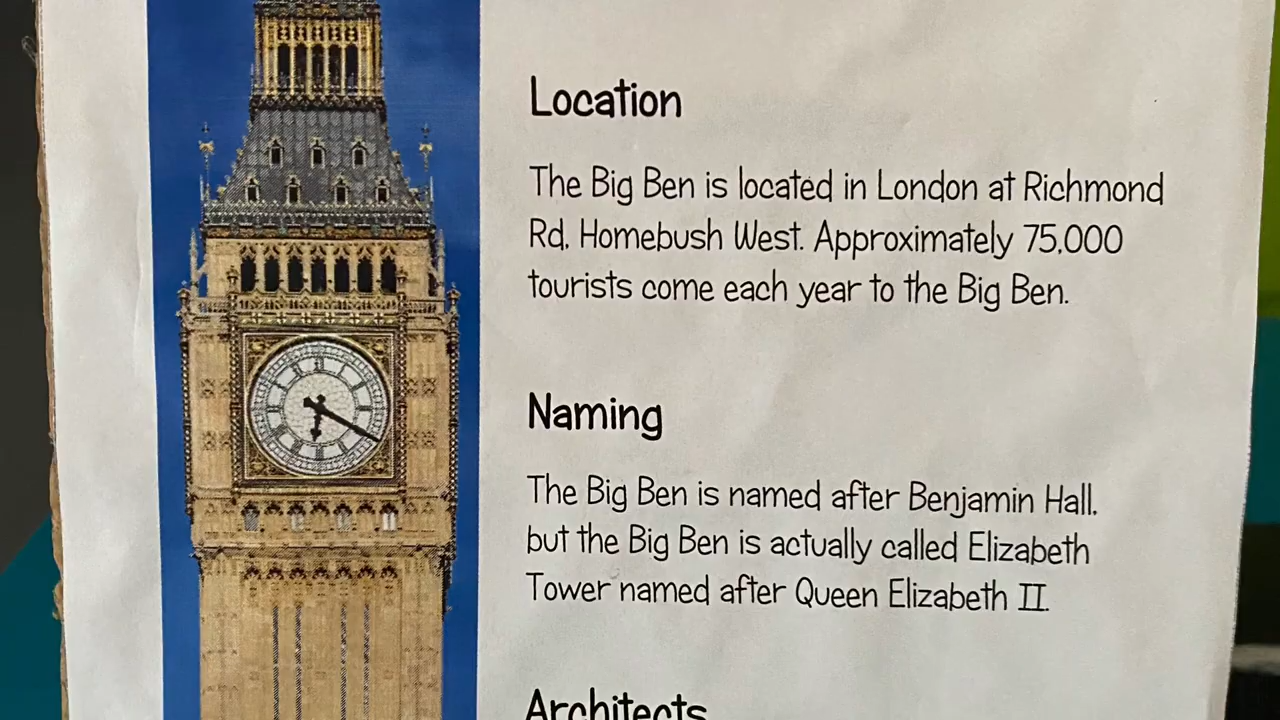 Location
The Big Ben is located in London at Richmond
Rd, Homebush West. Approximately 75,000
tourists come each year to the Big Ben.
Naming
The Big Ben is named after Benjamin Hall,
but the Big Ben is actually called Elizabeth
Tower named after Queen Elizabeth II.
Architects